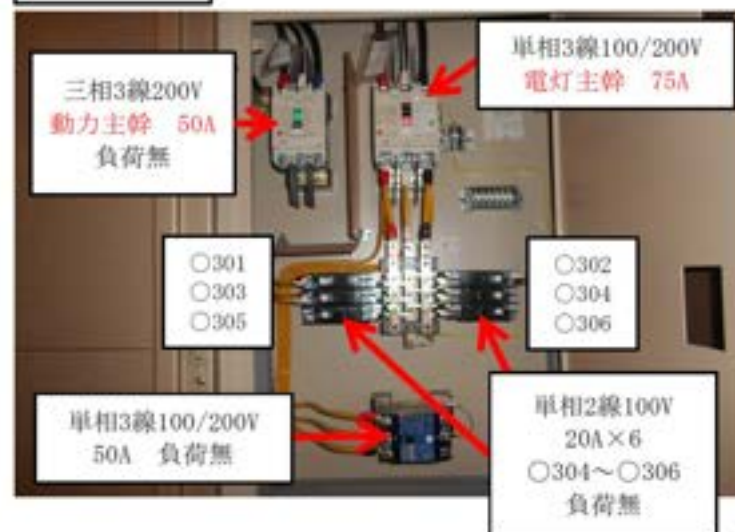 三相3線200V
動力主幹 50A
負荷無
単相3線100/200V
電灯主幹 75A
○301
○303
○305
○302
○304
○306
単相3線100/200V
50A 負荷無
単相2線100V
20A×6
○304~○306
負荷無